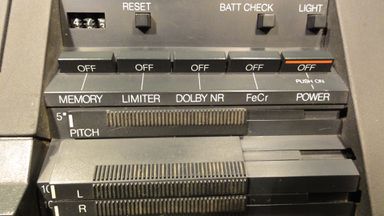 RESET BATT CHECK LIGHT
OFF OFF OFF OFF OFF
PUSH ON
MEMORY LIMITER DOLBY NR FeCr POWER
5
PITCH
10
L
R